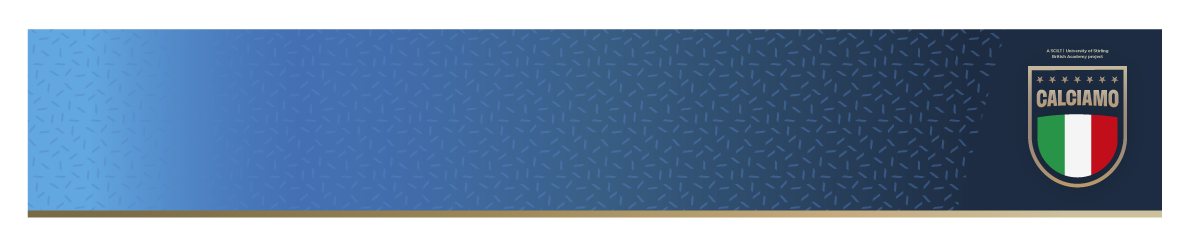 A SCILT | University of Stirling
British Academy project
CALCIAMO